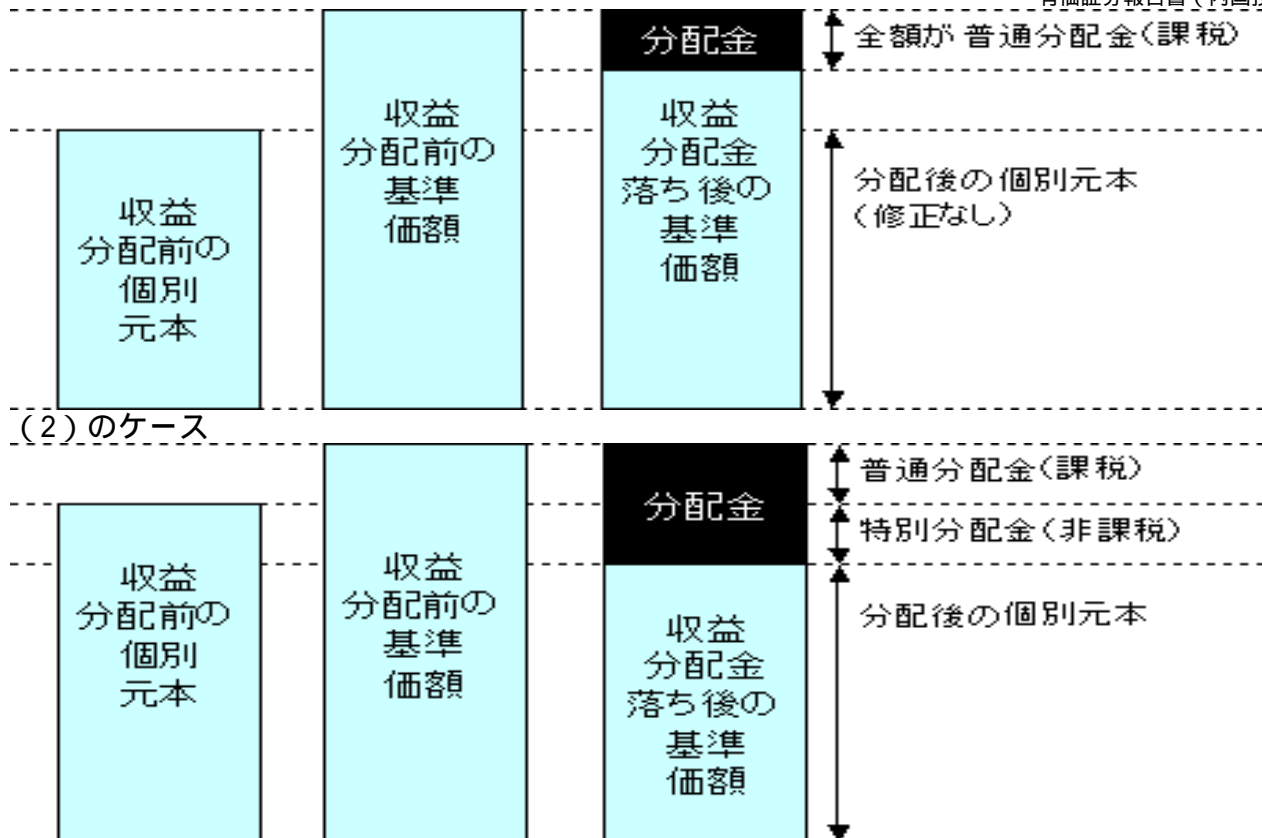 分配金
全額が普通分配金(課税)
収益
分配前の
個別
元本
収益
分配前の
基準
価額
収益
分配金
落ち後の
基準
価額
分配後の個別元本
(修正なし)
(2)のケース
分配金
普通分配金(課税)
特別分配金(非課税)
収益
分配前の
個別
元本
収益
分配前の
基準
価額
収益
分配金
落ち後の
基準
価額
分配後の個別元本